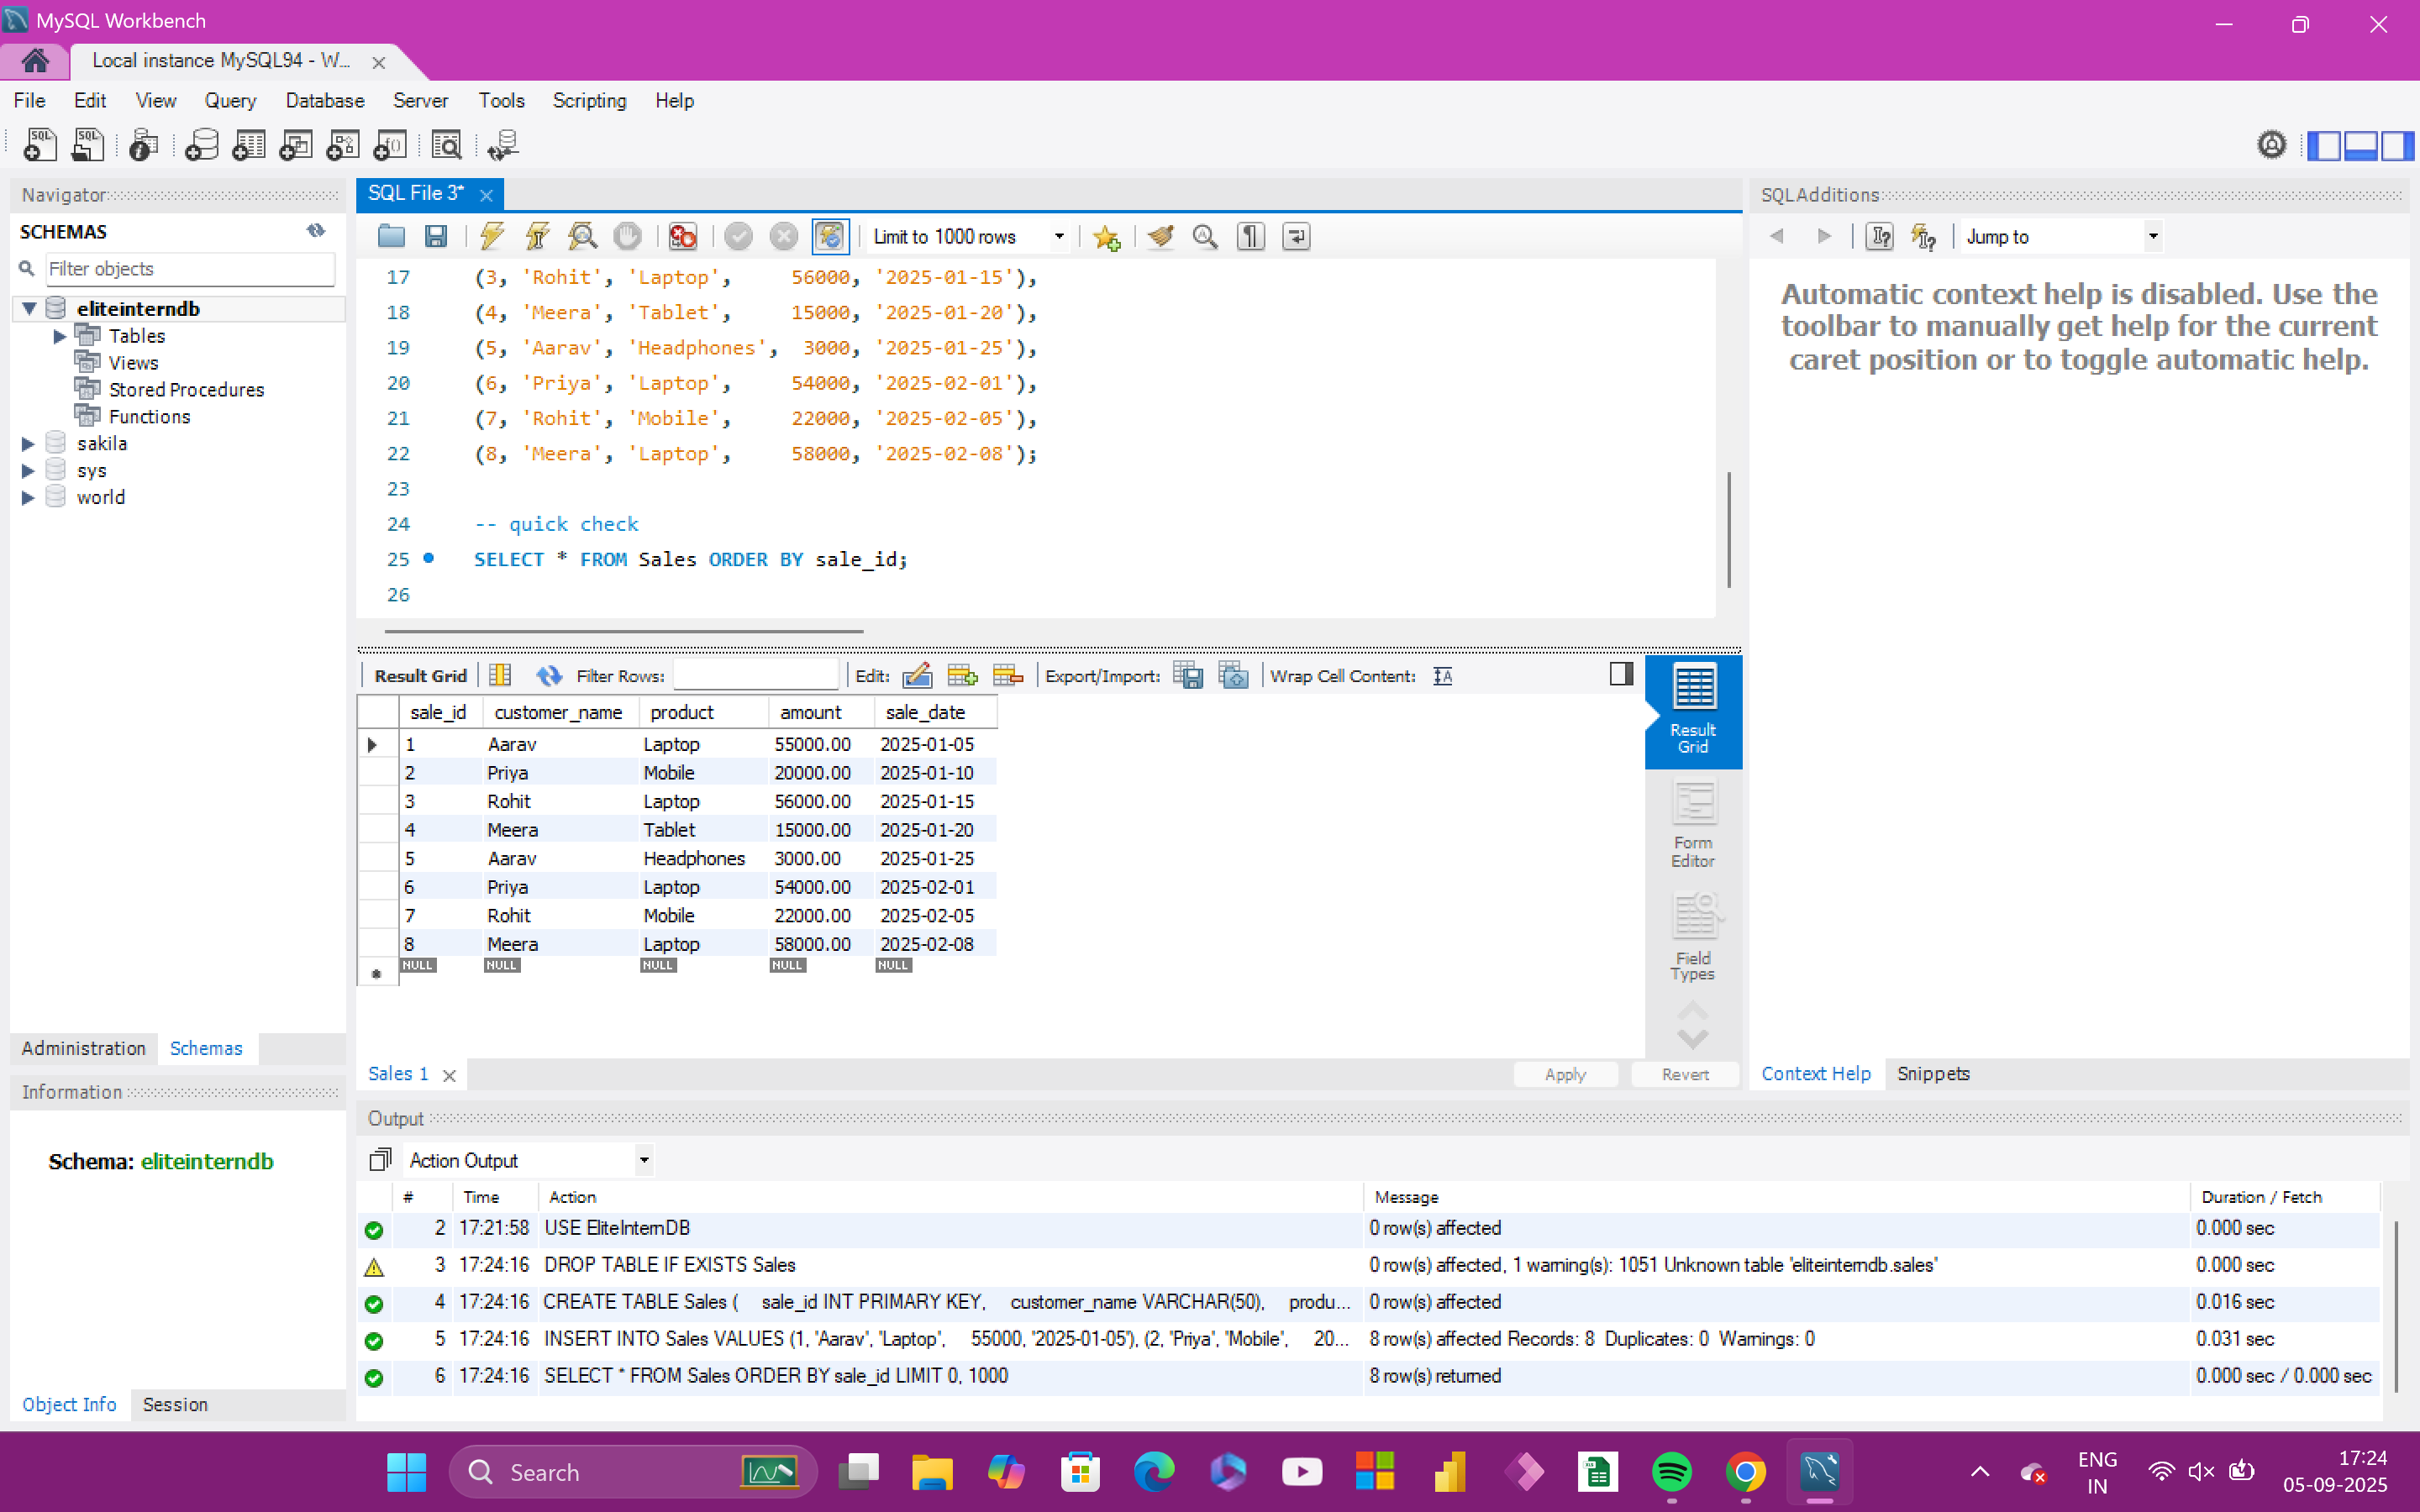 MySQL Workbench
Local instance MySQL94 - W...
File Edit View Query Database Server Tools Scripting Help
Navigator
SCHEMAS
Filter objects
eliteinterndb
Tables
Views
Stored Procedures
Functions
sakila
sys
world
Administration Schemas
Information
Schema: eliteinterndb
Object Info Session
SQL File 3*
Limit to 1000 rows
17 (3, 'Rohit', 'Laptop', 56000, '2025-01-15'),
18 (4, 'Meera', 'Tablet', 15000, '2025-01-20'),
19 (5, 'Aarav', 'Headphones', 3000, '2025-01-25'),
20 (6, 'Priya', 'Laptop', 54000, '2025-02-01'),
21 (7, 'Rohit', 'Mobile', 22000, '2025-02-05'),
22 (8, 'Meera', 'Laptop', 58000, '2025-02-08');
23
24 -- quick check
25 SELECT * FROM Sales ORDER BY sale_id;
26
Result Grid Filter Rows: Edit: Export/Import: Wrap Cell Content:
sale_id customer_name product amount sale_date
1 Aarav Laptop 55000.00 2025-01-05
2 Priya Mobile 20000.00 2025-01-10
3 Rohit Laptop 56000.00 2025-01-15
4 Meera Tablet 15000.00 2025-01-20
5 Aarav Headphones 3000.00 2025-01-25
6 Priya Laptop 54000.00 2025-02-01
7 Rohit Mobile 22000.00 2025-02-05
8 Meera Laptop 58000.00 2025-02-08
NULL NULL NULL NULL NULL
Result
Grid
Form
Editor
Field
Types
Sales 1
Apply Revert
SQLAdditions
Jump to
Automatic context help is disabled. Use the
toolbar to manually get help for the current
caret position or to toggle automatic help.
Context Help Snippets
Output
Action Output
# Time Action Message Duration / Fetch
2 17:21:58 USE EliteInternDB 0 row(s) affected 0.000 sec
3 17:24:16 DROP TABLE IF EXISTS Sales 0 row(s) affected, 1 warning(s): 1051 Unknown table 'eliteinterndb.sales' 0.000 sec
4 17:24:16 CREATE TABLE Sales ( sale_id INT PRIMARY KEY, customer_name VARCHAR(50), produ... 0 row(s) affected 0.016 sec
5 17:24:16 INSERT INTO Sales VALUES (1, 'Aarav', 'Laptop', 55000, '2025-01-05'), (2, 'Priya', 'Mobile', 20... 8 row(s) affected Records: 8 Duplicates: 0 Warnings: 0 0.031 sec
6 17:24:16 SELECT * FROM Sales ORDER BY sale_id LIMIT 0, 1000 8 row(s) returned 0.000 sec / 0.000 sec
Search
ENG
IN
17:24
05-09-2025